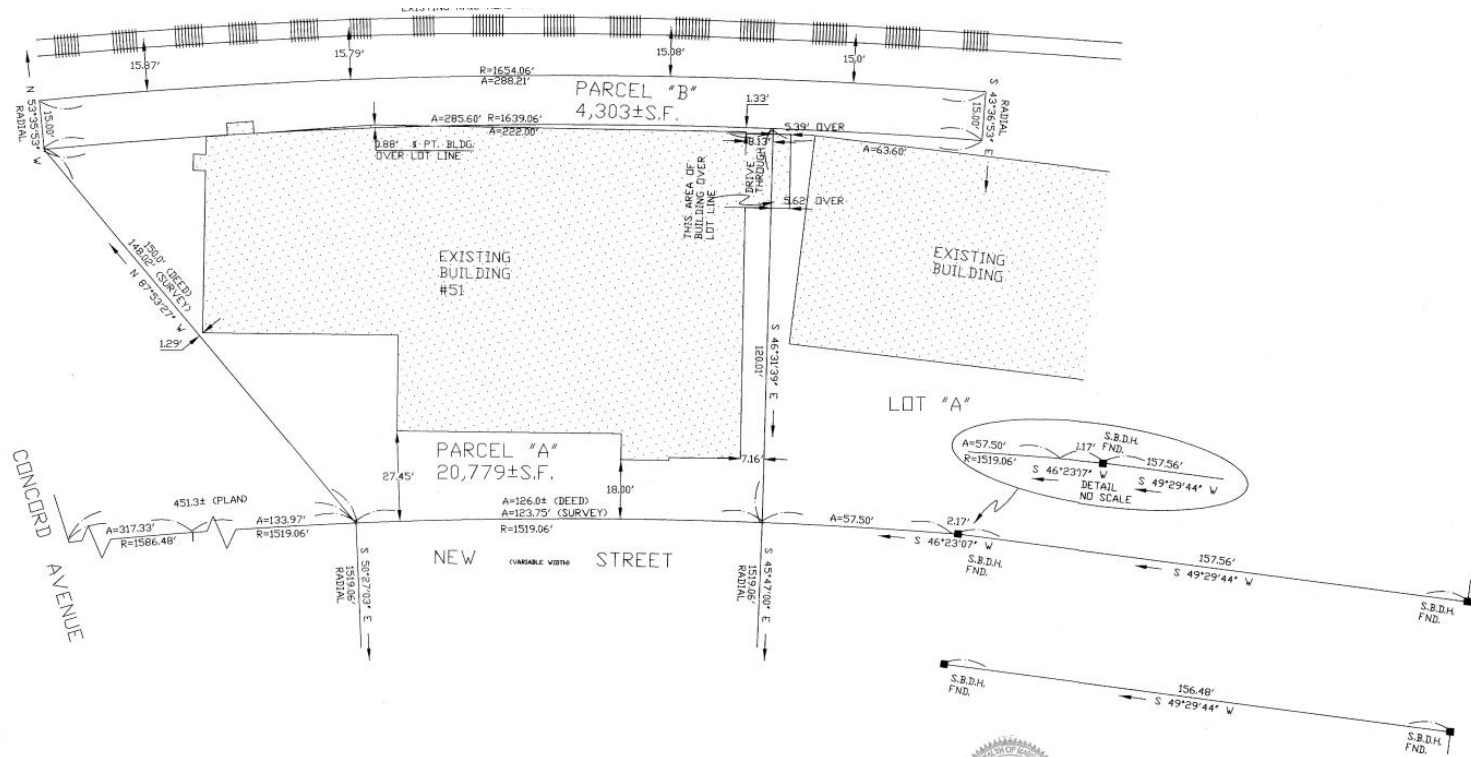 15.87'
15.79'
15.08'
15.0'
R=1654.06'
A=288.21'
PARCEL "B"
4,303±S.F.
1.33'
N 53°35'53" W
RADIAL
15.00'
S 43°36'53" E
RADIAL
15.00'
A=285.60' R=1639.06'
A=222.00'
5.39' OVER
8.13'
A=63.60'
0.88' @ PT. BLDG.
OVER LOT LINE
THIS AREA OF
BUILDING OVER
LOT LINE
DRIVE
THROUGH
5.62' OVER
150.0' (DEED)
148.02' (SURVEY)
N 87°53'27" W
1.29'
EXISTING
BUILDING
#51
EXISTING
BUILDING
S 46°31'39" E
120.01'
LOT "A"
PARCEL "A"
20,779±S.F.
27.45'
18.00'
7.16'
A=57.50'
R=1519.06'
S.B.D.H.
FND.
157.56'
S 49°29'44" W
DETAIL
NO SCALE
CONCORD
AVENUE
451.3± (PLAN)
A=317.33'
R=1586.48'
A=133.97'
R=1519.06'
A=126.0± (DEED)
A=123.75' (SURVEY)
R=1519.06'
A=57.50'
2.17'
S 46°23'07" W
S.B.D.H.
FND.
157.56'
S 49°29'44" W
S.B.D.H.
FND.
NEW (VARIABLE WIDTH) STREET
S 50°27'03" E
1519.06'
RADIAL
S 45°47'00" E
1519.06'
RADIAL
S.B.D.H.
FND.
156.48'
S 49°29'44" W
S.B.D.H.
FND.